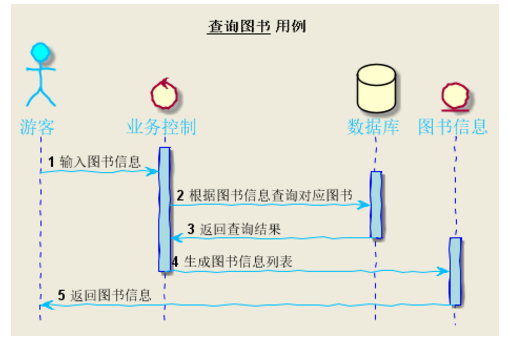 查询图书 用例
游客
业务控制
数据库
图书信息
1 输入图书信息
2 根据图书信息查询对应图书
3 返回查询结果
4 生成图书信息列表
5 返回图书信息